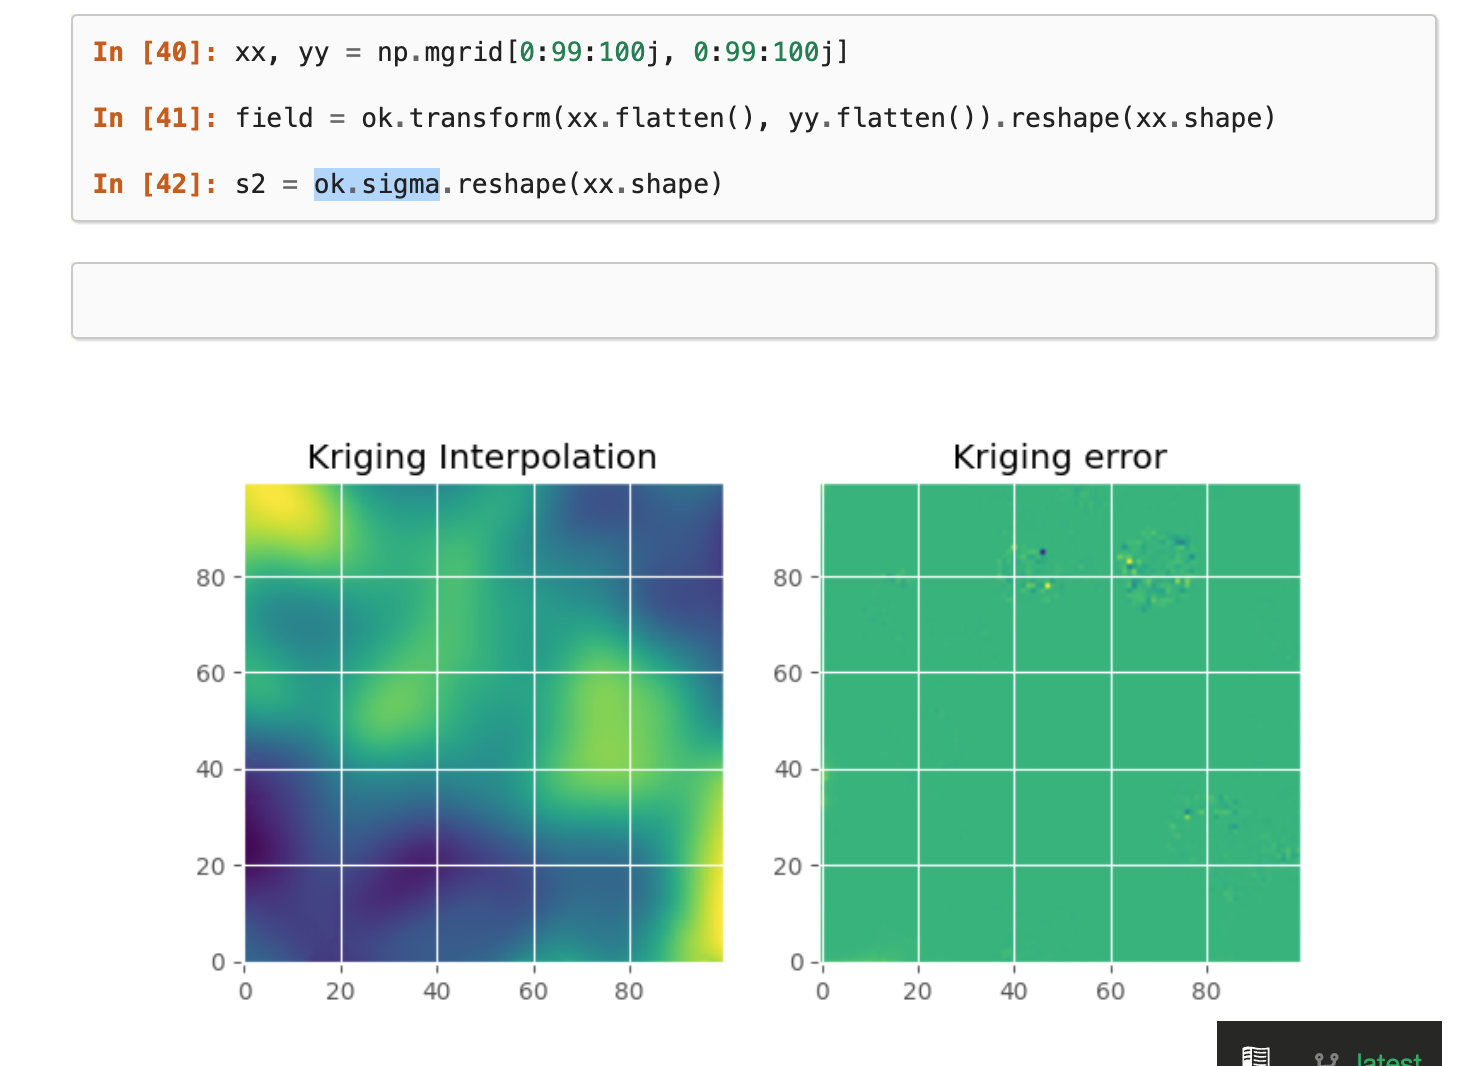 In [40]: xx, yy = np.mgrid[0:99:100j, 0:99:100j]
In [41]: field = ok.transform(xx.flatten(), yy.flatten()).reshape(xx.shape)
In [42]: s2 = ok.sigma.reshape(xx.shape)
Kriging Interpolation
80
60
40
20
0
0 20 40 60 80
Kriging error
80
60
40
20
0
0 20 40 60 80
latest